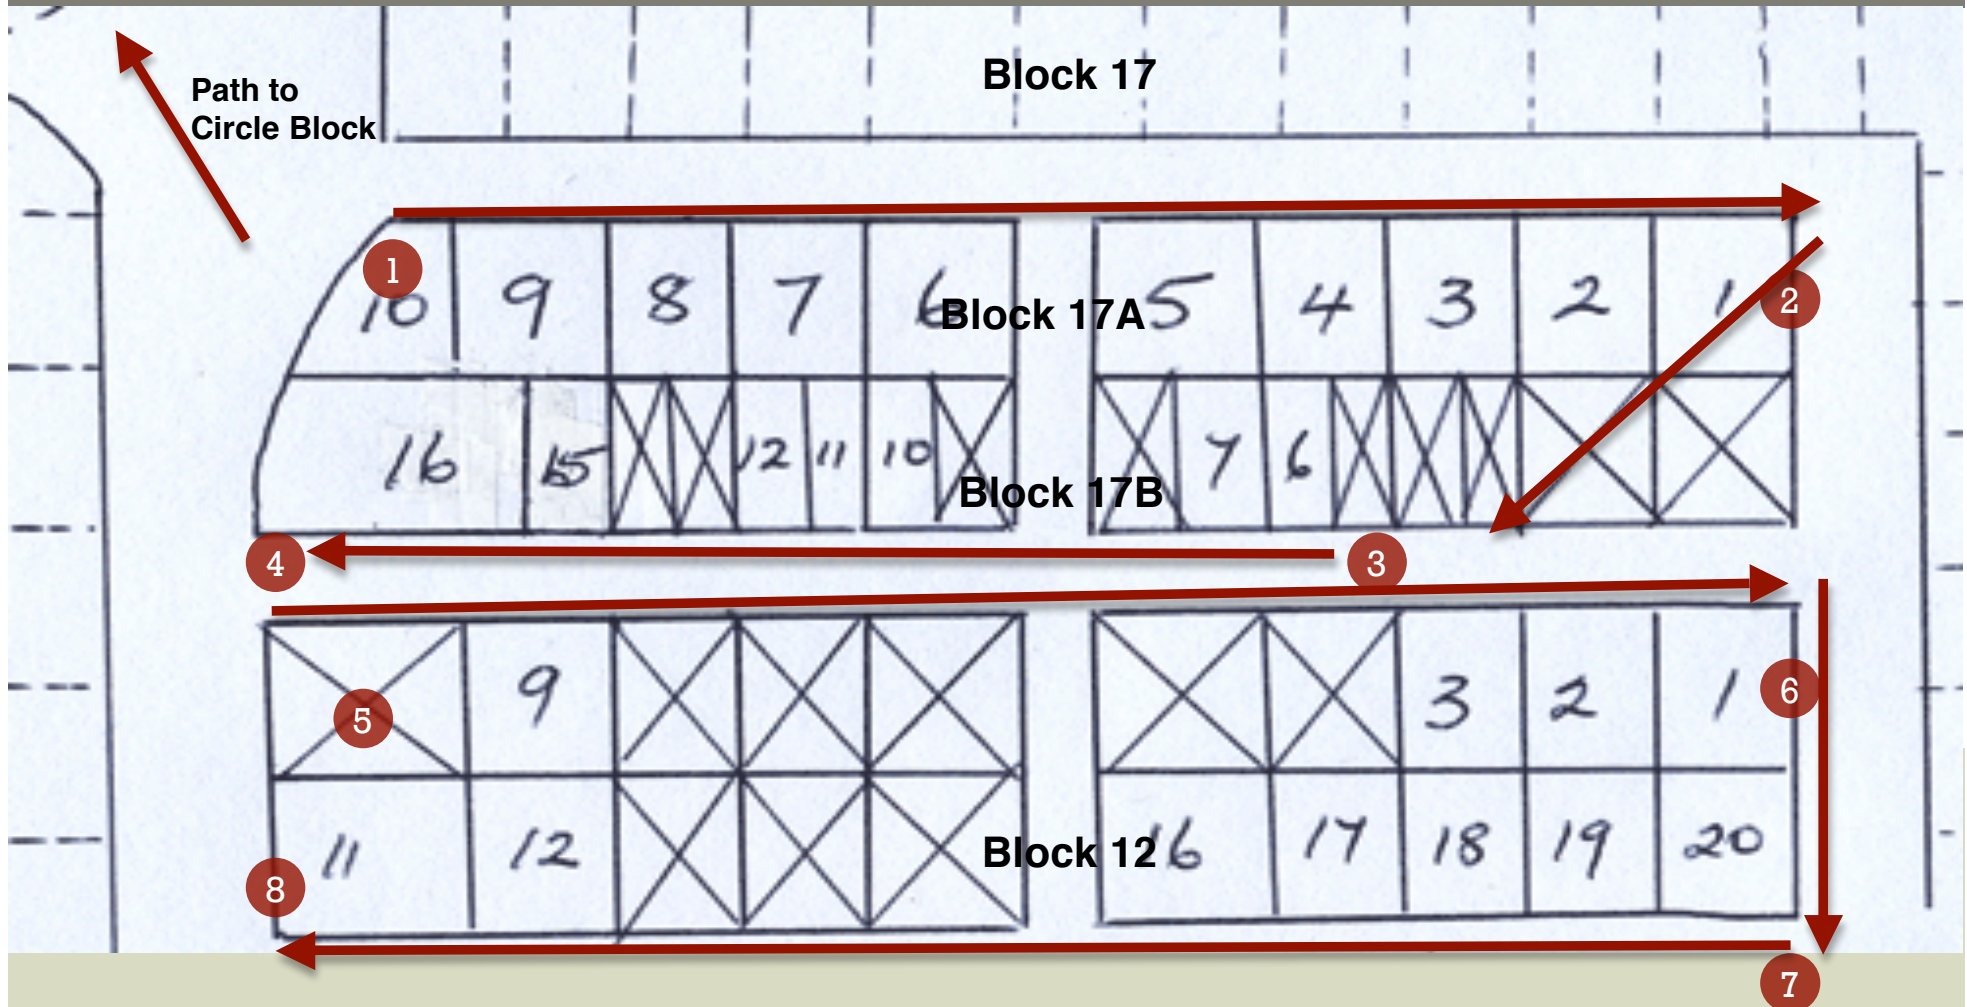 Block 17
Path to
Circle Block
1
10 9 8 7 6 5 4 3 2 1
2
Block 17A
16 15 12 11 10 7 6
Block 17B
4
3
9 3 2 1
5
6
11 12 16 17 18 19 20
Block 12
8
7